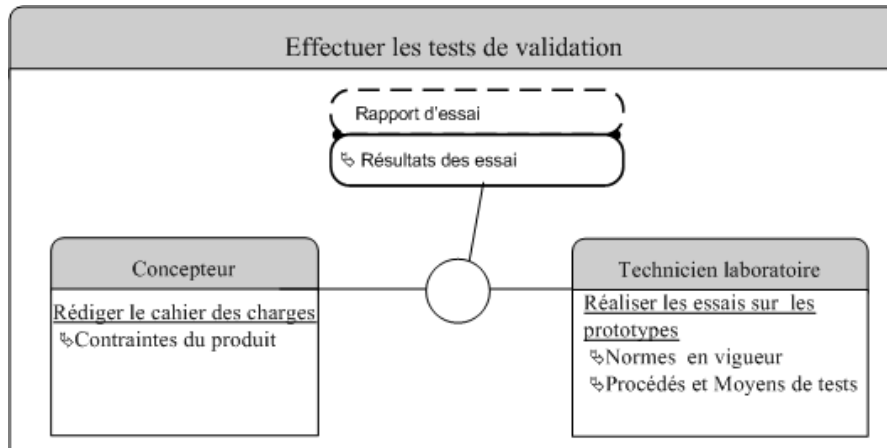 Effectuer les tests de validation
Rapport d'essai
Résultats des essai
Concepteur
Rédiger le cahier des charges
Contraintes du produit
Technicien laboratoire
Réaliser les essais sur les
prototypes
Normes en vigueur
Procédés et Moyens de tests